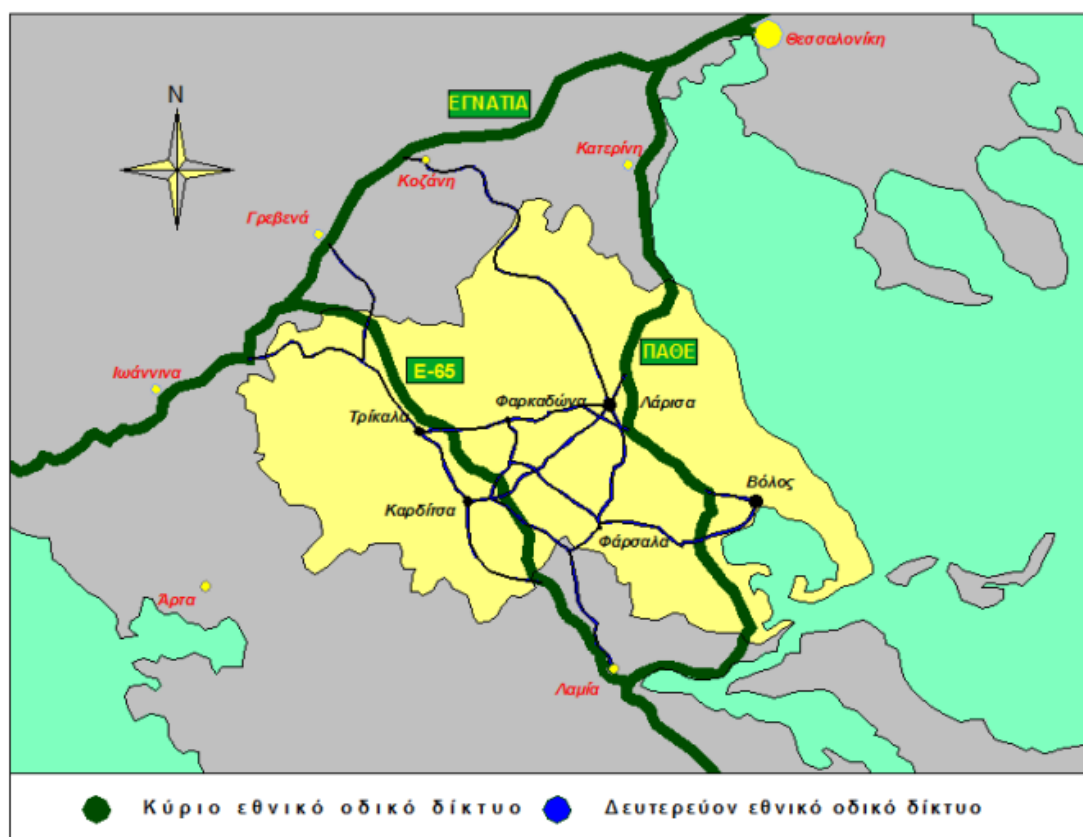 Θεσσαλονίκη
N
ΕΓΝΑΤΙΑ
Κατερίνη
Κοζάνη
Γρεβενά
ΠΑΘΕ
Ε-65
Ιωάννινα
Φαρκαδώνα
Λάρισα
Τρίκαλα
Βόλος
Καρδίτσα
Φάρσαλα
Άρτα
Λαμία
Κύριο εθνικό οδικό δίκτυο
Δευτερεύον εθνικό οδικό δίκτυο